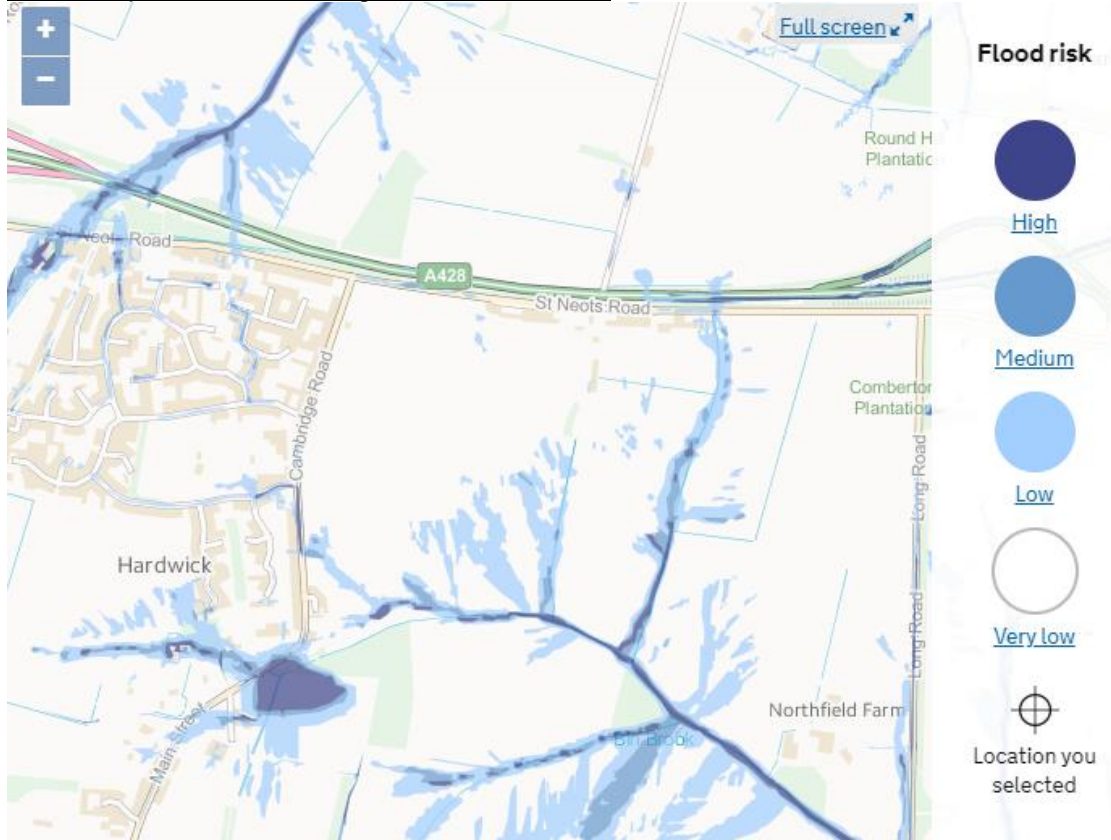 +
−
Full screen
Flood risk
High
Medium
Low
Very low
Location you
selected
Round H
Plantatio
Road
A428
St Neots Road
Cambridge Road
Comberton
Plantation
Long Road
Hardwick
Long Road
Northfield Farm
Bin Brook
Main Street